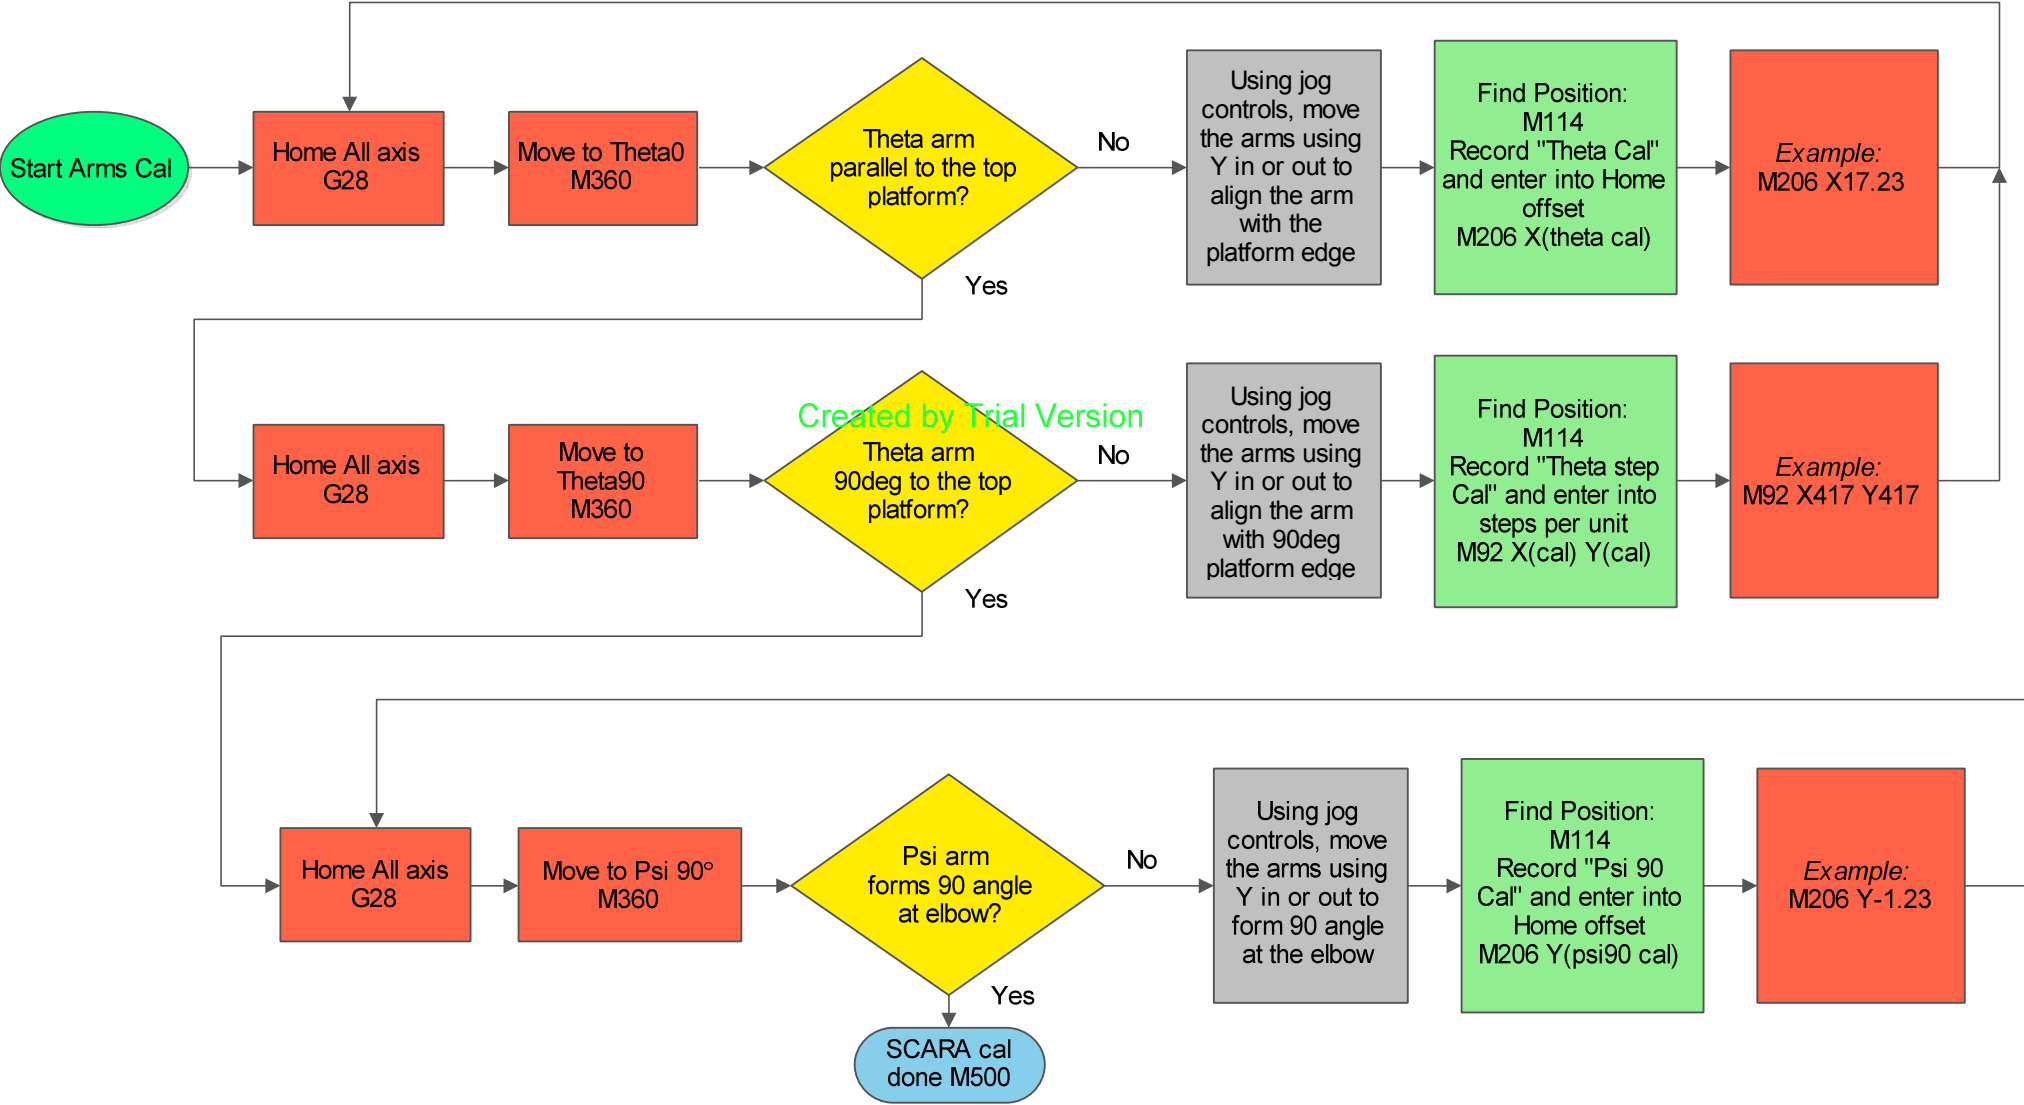 Start Arms Cal
Home All axis
G28
Move to Theta0
M360
Theta arm
parallel to the top
platform?
No
Yes
Using jog
controls, move
the arms using
Y in or out to
align the arm
with the
platform edge
Find Position:
M114
Record "Theta Cal"
and enter into Home
offset
M206 X(theta cal)
Example:
M206 X17.23
Home All axis
G28
Move to
Theta90
M360
Created by Trial Version
Theta arm
90deg to the top
platform?
No
Yes
Using jog
controls, move
the arms using
Y in or out to
align the arm
with 90deg
platform edge
Find Position:
M114
Record "Theta step
Cal" and enter into
steps per unit
M92 X(cal) Y(cal)
Example:
M92 X417 Y417
Home All axis
G28
Move to Psi 90°
M360
Psi arm
forms 90 angle
at elbow?
No
Yes
Using jog
controls, move
the arms using
Y in or out to
form 90 angle
at the elbow
Find Position:
M114
Record "Psi 90
Cal" and enter into
Home offset
M206 Y(psi90 cal)
Example:
M206 Y-1.23
SCARA cal
done M500